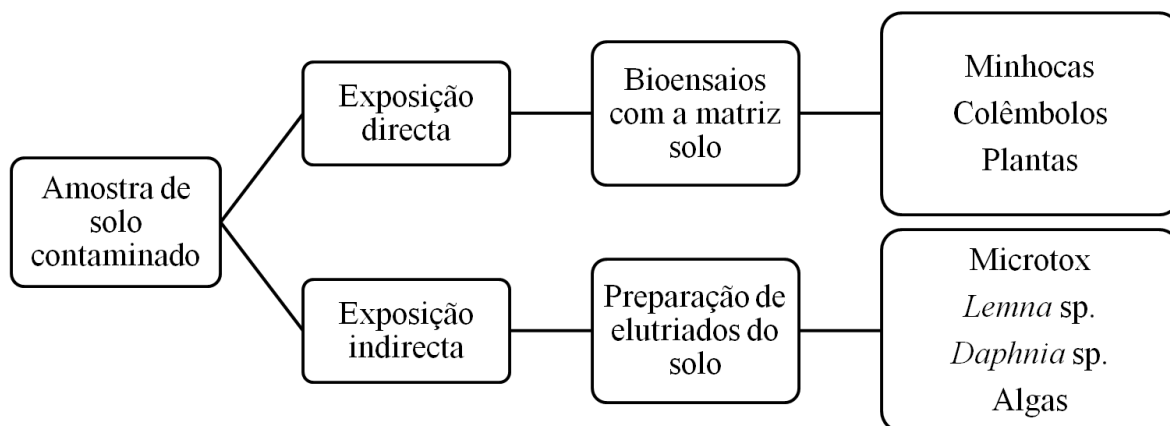 Amostra de
solo
contaminado
Exposição
directa
Bioensaios
com a matriz
solo
Minhocas
Colêmbolos
Plantas
Exposição
indirecta
Preparação de
elutriados do
solo
Microtox
Lemna sp.
Daphnia sp.
Algas